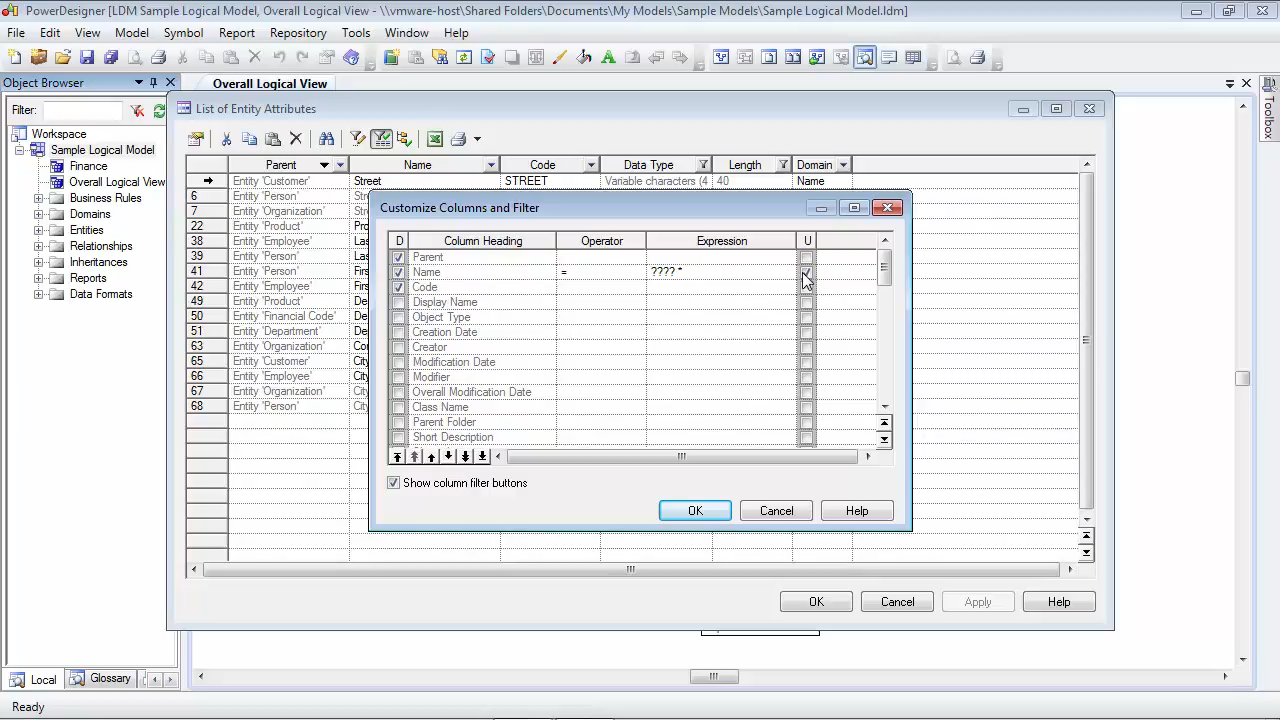 PowerDesigner [LDM Sample Logical Model, Overall Logical View - \\vmware-host\Shared Folders\Documents\My Models\Sample Models\Sample Logical Model.ldm]
File Edit View Model Symbol Report Repository Tools Window Help
Object Browser
Overall Logical View
Filter:
Workspace
Sample Logical Model
Finance
Overall Logical View
Business Rules
Domains
Entities
Relationships
Inheritances
Reports
Data Formats
Local
Glossary
Ready
Toolbox
List of Entity Attributes
Parent Name Code Data Type Length Domain
Entity 'Customer' Street STREET Variable characters (4 40 Name
6 Entity 'Person'
7 Entity 'Organization'
22 Entity 'Product'
38 Entity 'Employee'
39 Entity 'Person'
41 Entity 'Person'
42 Entity 'Employee'
49 Entity 'Product'
50 Entity 'Financial Code'
51 Entity 'Department'
63 Entity 'Organization'
65 Entity 'Customer'
66 Entity 'Employee'
67 Entity 'Organization'
68 Entity 'Person'
OK Cancel Apply Help
Customize Columns and Filter
D Column Heading Operator Expression U
Parent
Name = ???? *
Code
Display Name
Object Type
Creation Date
Creator
Modification Date
Modifier
Overall Modification Date
Class Name
Parent Folder
Short Description
Show column filter buttons
OK Cancel Help